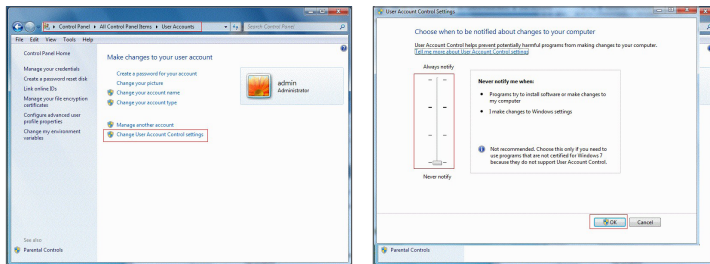 Control Panel ▸ All Control Panel Items ▸ User Accounts
Search Control Panel
File Edit View Tools Help
Control Panel Home
Manage your credentials
Create a password reset disk
Link online IDs
Manage your file encryption
certificates
Configure advanced user
profile properties
Change my environment
variables
See also
Parental Controls
Make changes to your user account
Create a password for your account
Change your picture
Change your account name
Change your account type
Manage another account
Change User Account Control settings
admin
Administrator
User Account Control Settings
Choose when to be notified about changes to your computer
User Account Control helps prevent potentially harmful programs from making changes to your computer.
Tell me more about User Account Control settings
Always notify
Never notify
Never notify me when:
• Programs try to install software or make changes to
my computer
• I make changes to Windows settings
Not recommended. Choose this only if you need to
use programs that are not certified for Windows 7
because they do not support User Account Control.
OK
Cancel
Parental Controls